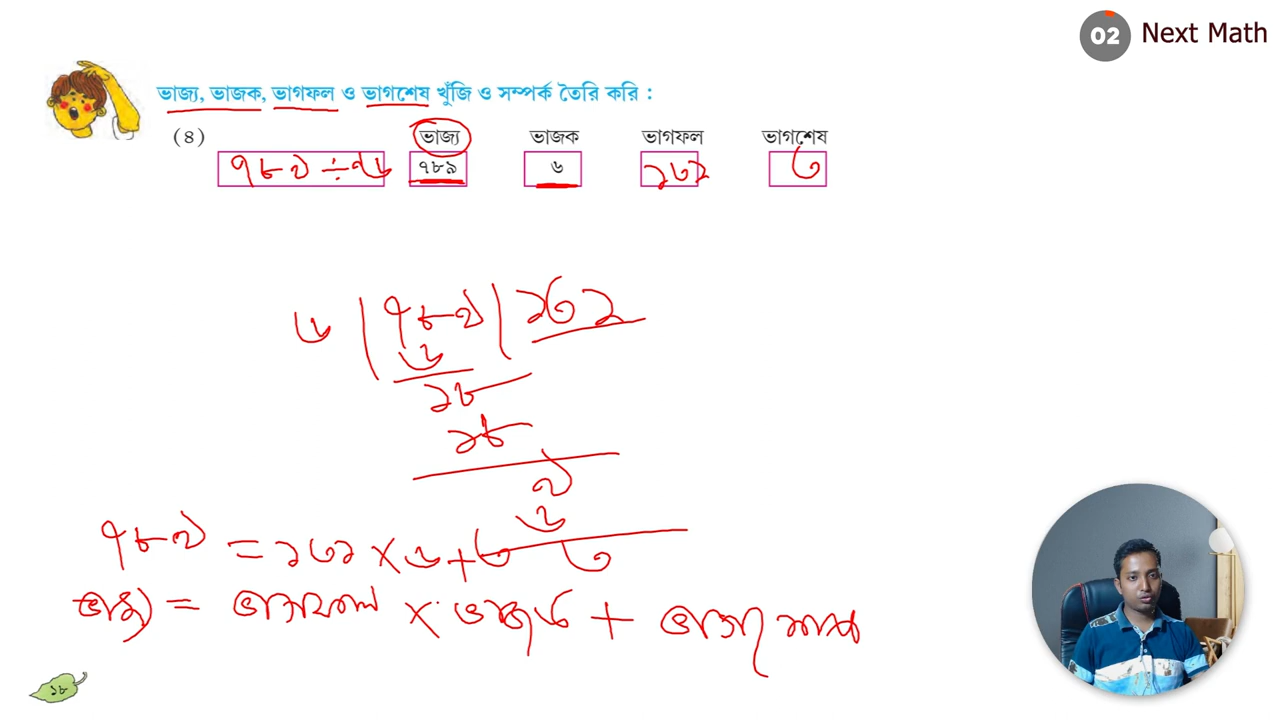 02 Next Math
ভাজ্য, ভাজক, ভাগফল ও ভাগশেষ খুঁজি ও সম্পর্ক তৈরি করি :
(৪) ভাজ্য ভাজক ভাগফল ভাগশেষ
৭৮৯ ÷ ৬ ৭৮৯ ৬ ১৩১ ৩
৬ | ৭৮৯ | ১৩১
৬
১৮
১৮
৯
৬
৩
৭৮৯ = ১৩১ × ৬ + ৩
ভাজ্য = ভাগফল × ভাজক + ভাগশেষ
১৮